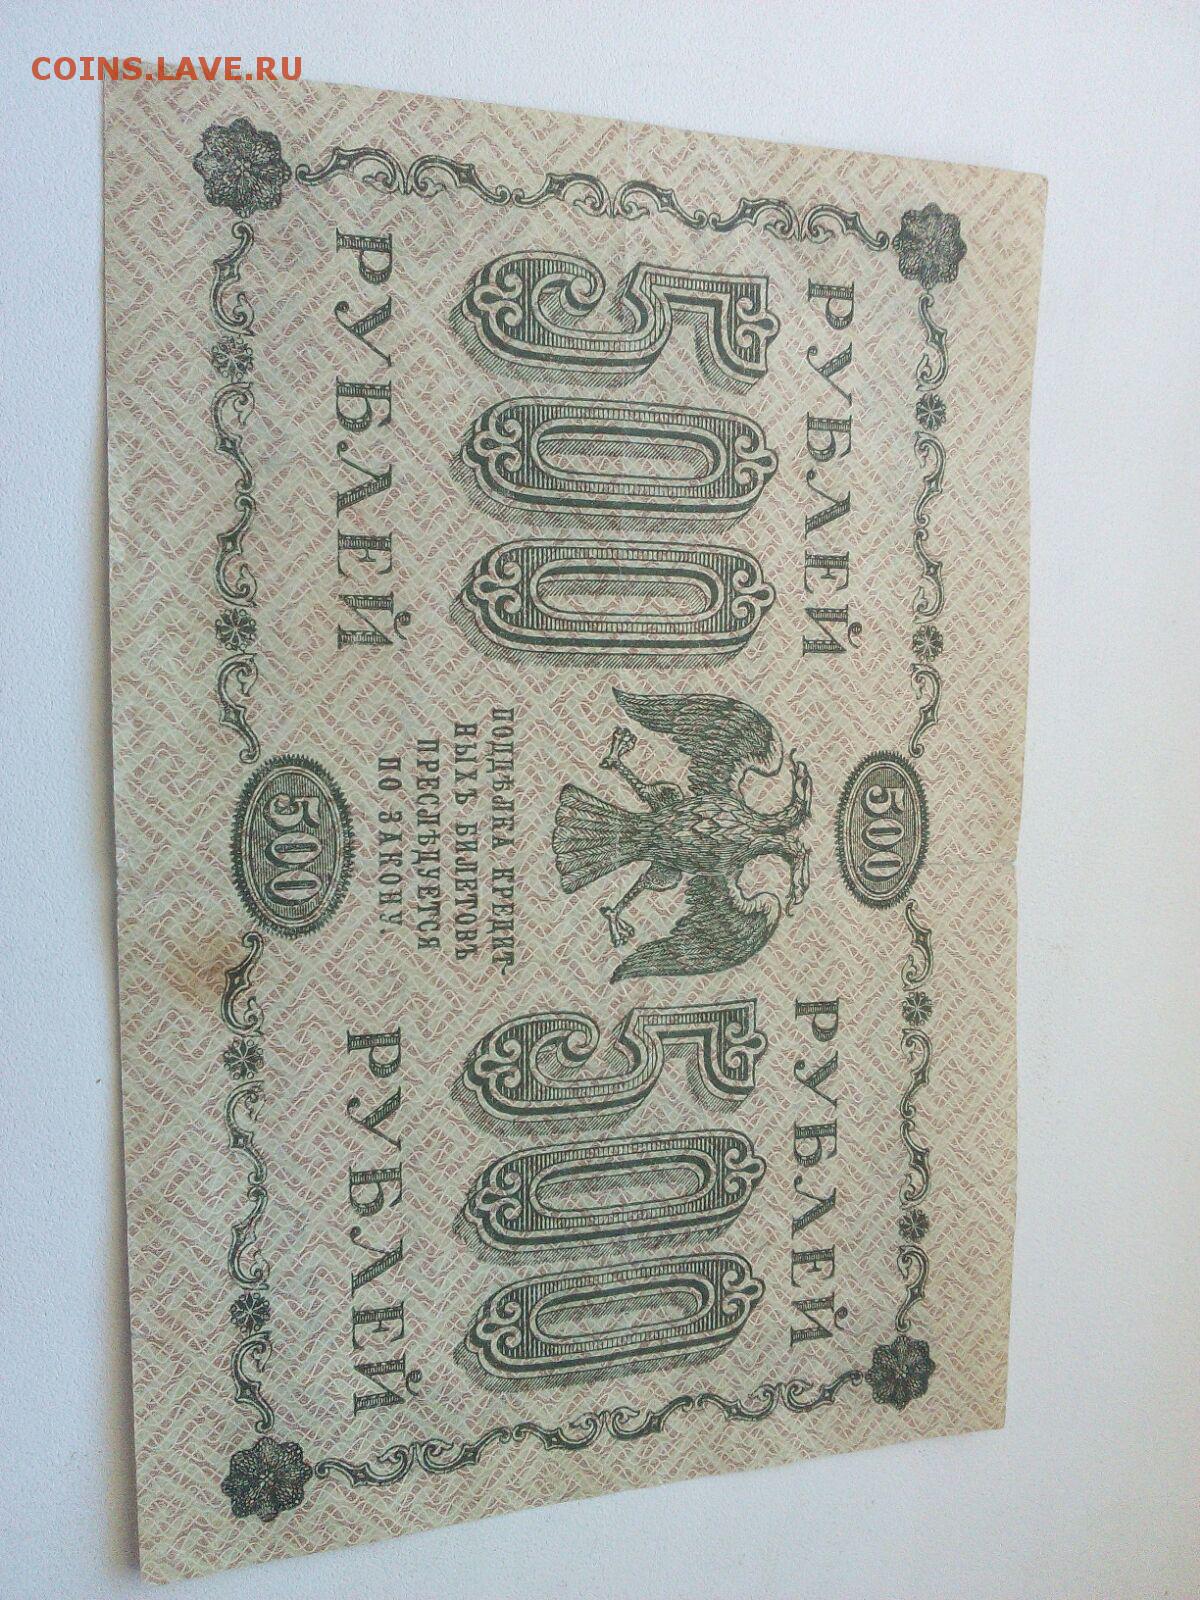 COINS.LAVE.RU
500
РУБЛЕЙ
РУБЛЕЙ
500
500
РУБЛЕЙ
РУБЛЕЙ
ПОДДѢЛКА КРЕДИТ-
НЫХЪ БИЛЕТОВЪ
ПРЕСЛѢДУЕТСЯ
ПО ЗАКОНУ.
500